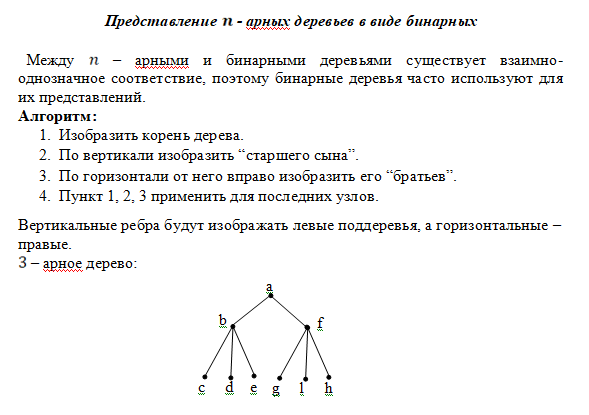 Представление n - арных деревьев в виде бинарных
Между n – арными и бинарными деревьями существует взаимно-
однозначное соответствие, поэтому бинарные деревья часто используют для
их представлений.
Алгоритм:
1. Изобразить корень дерева.
2. По вертикали изобразить “старшего сына”.
3. По горизонтали от него вправо изобразить его “братьев”.
4. Пункт 1, 2, 3 применить для последних узлов.
Вертикальные ребра будут изображать левые поддеревья, а горизонтальные –
правые.
3 – арное дерево:
a
b f
c d e g l h